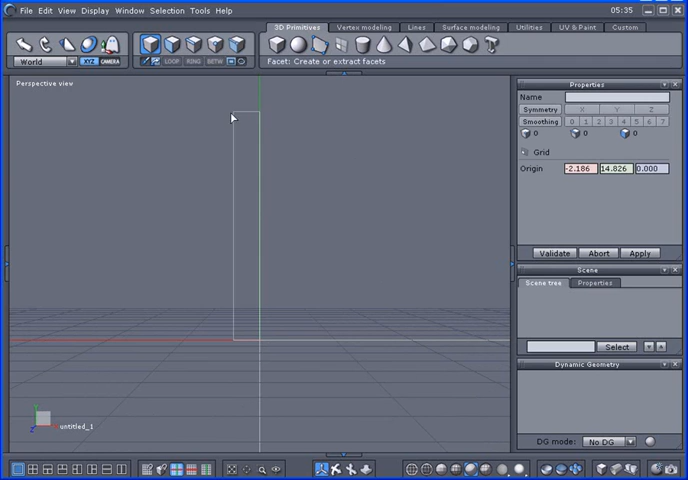 File Edit View Display Window Selection Tools Help 05:35
3D Primitives Vertex modeling Lines Surface modeling Utilities UV & Paint Custom
World XYZ CAMERA LOOP RING BETW Facet: Create or extract facets
Perspective view
Properties
Name
Symmetry X Y Z
Smoothing 0 1 2 3 4 5 6 7
0 0 0
Grid
Origin -2.186 14.826 0.000
Validate Abort Apply
Scene
Scene tree Properties
Select
Dynamic Geometry
Y
Z
untitled_1
DG mode: No DG